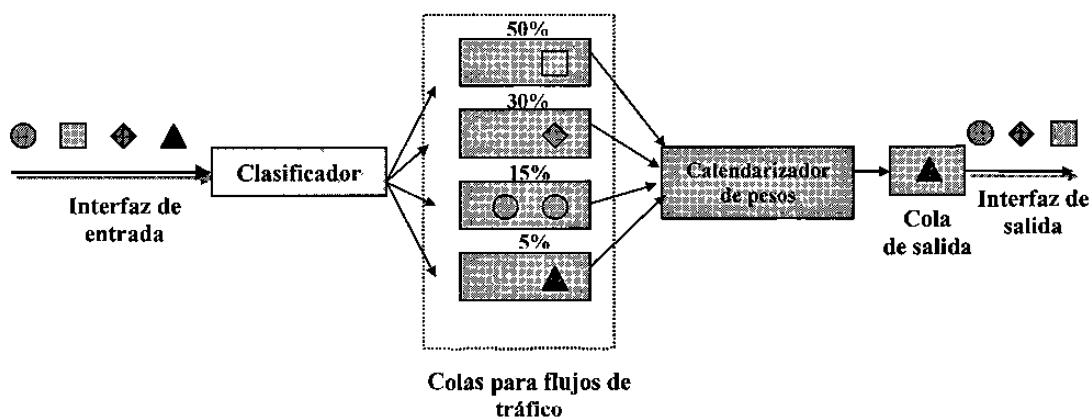 50%
30%
15%
5%
Clasificador
Interfaz de
entrada
Calendarizador
de pesos
Cola
de salida
Interfaz de
salida
Colas para flujos de
tráfico